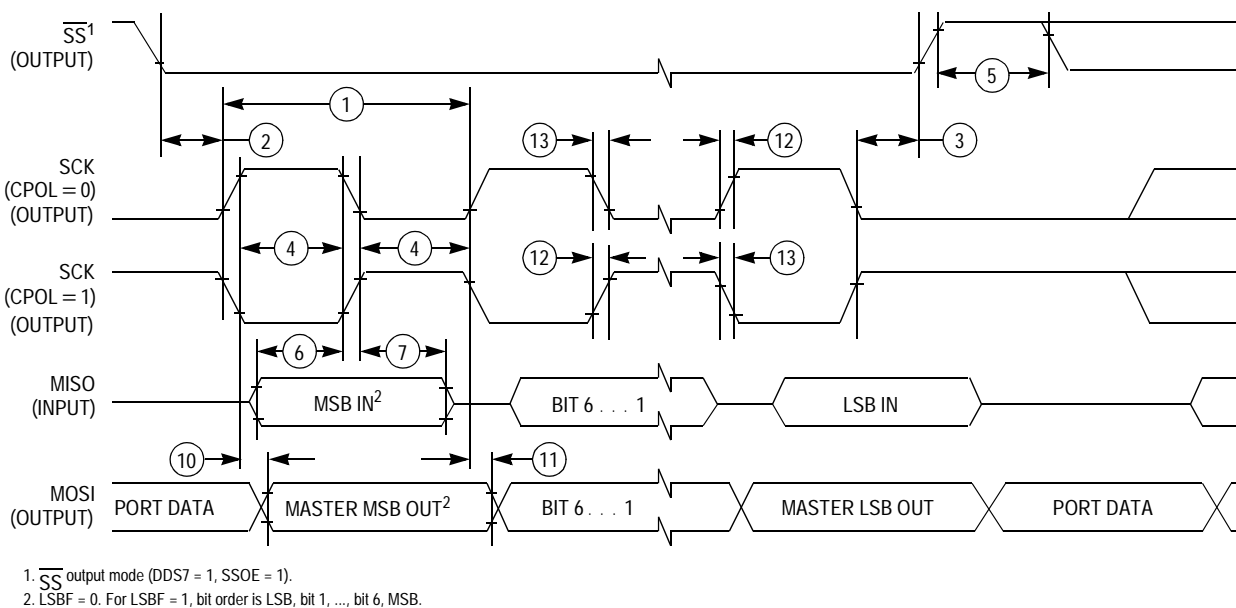 SS¹
(OUTPUT)
5
1
2
13
12
3
SCK
(CPOL = 0)
(OUTPUT)
4
4
12
13
SCK
(CPOL = 1)
(OUTPUT)
6
7
MISO
(INPUT)
MSB IN²
BIT 6 . . . 1
LSB IN
10
11
MOSI
(OUTPUT)
PORT DATA
MASTER MSB OUT²
BIT 6 . . . 1
MASTER LSB OUT
PORT DATA
1. SS output mode (DDS7 = 1, SSOE = 1).
2. LSBF = 0. For LSBF = 1, bit order is LSB, bit 1, ..., bit 6, MSB.